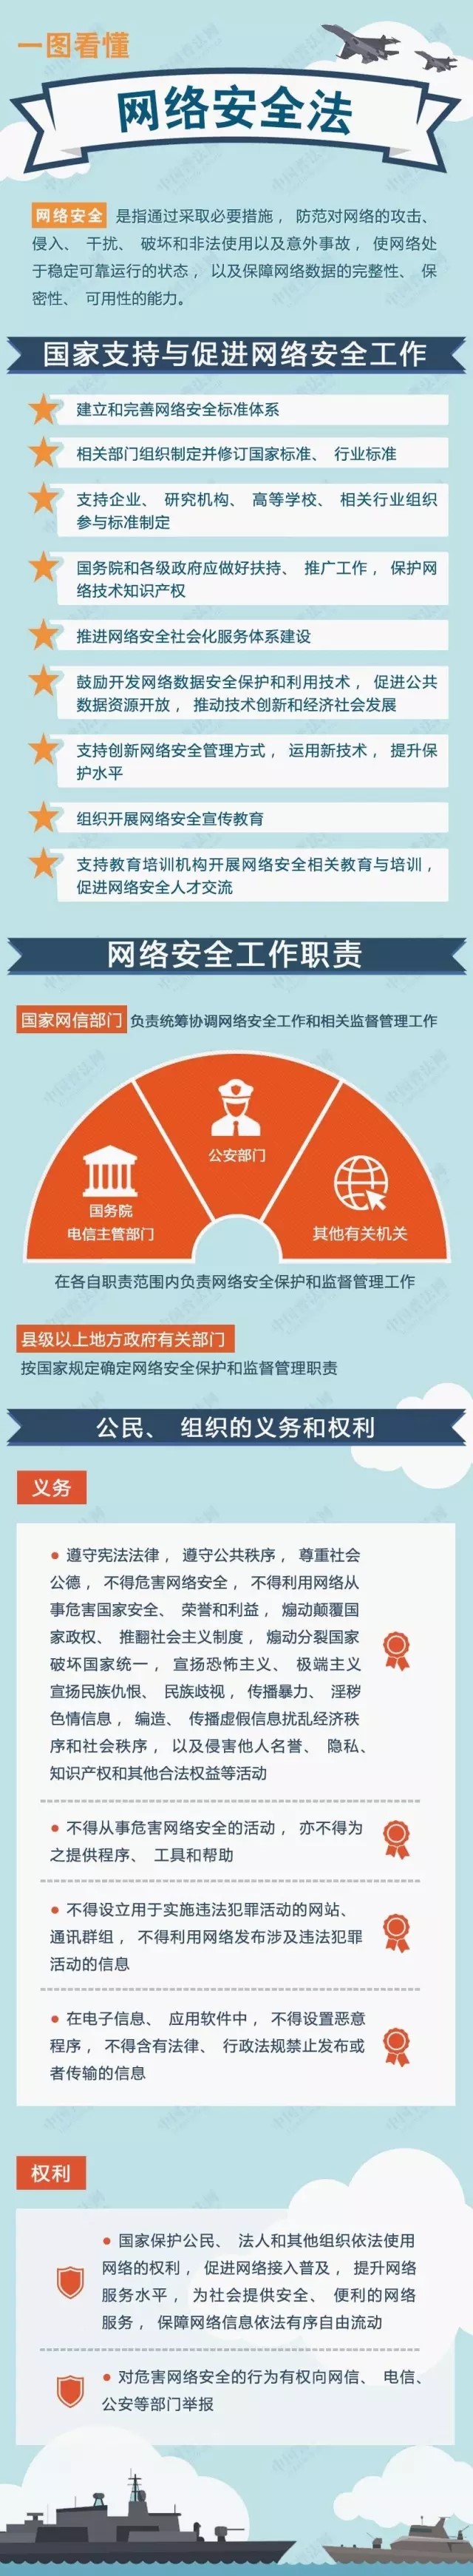 一图看懂
网络安全法
网络安全 是指通过采取必要措施，防范对网络的攻击、
侵入、干扰、破坏和非法使用以及意外事故，使网络处
于稳定可靠运行的状态，以及保障网络数据的完整性、保
密性、可用性的能力。
国家支持与促进网络安全工作
建立和完善网络安全标准体系
相关部门组织制定并修订国家标准、行业标准
支持企业、研究机构、高等学校、相关行业组织
参与标准制定
国务院和各级政府应做好扶持、推广工作，保护网
络技术知识产权
推进网络安全社会化服务体系建设
鼓励开发网络数据安全保护和利用技术，促进公共
数据资源开放，推动技术创新和经济社会发展
支持创新网络安全管理方式，运用新技术，提升保
护水平
组织开展网络安全宣传教育
支持教育培训机构开展网络安全相关教育与培训，
促进网络安全人才交流
网络安全工作职责
国家网信部门 负责统筹协调网络安全工作和相关监督管理工作
公安部门
国务院
电信主管部门
其他有关机关
在各自职责范围内负责网络安全保护和监督管理工作
县级以上地方政府有关部门
按国家规定确定网络安全保护和监督管理职责
公民、组织的义务和权利
义务
● 遵守宪法法律，遵守公共秩序，尊重社会
公德，不得危害网络安全，不得利用网络从
事危害国家安全、荣誉和利益，煽动颠覆国
家政权、推翻社会主义制度，煽动分裂国家
破坏国家统一，宣扬恐怖主义、极端主义
宣扬民族仇恨、民族歧视，传播暴力、淫秽
色情信息，编造、传播虚假信息扰乱经济秩
序和社会秩序，以及侵害他人名誉、隐私、
知识产权和其他合法权益等活动
● 不得从事危害网络安全的活动，亦不得为
之提供程序、工具和帮助
● 不得设立用于实施违法犯罪活动的网站、
通讯群组，不得利用网络发布涉及违法犯罪
活动的信息
● 在电子信息、应用软件中，不得设置恶意
程序，不得含有法律、行政法规禁止发布或
者传输的信息
权利
● 国家保护公民、法人和其他组织依法使用
网络的权利，促进网络接入普及，提升网络
服务水平，为社会提供安全、便利的网络
服务，保障网络信息依法有序自由流动
● 对危害网络安全的行为有权向网信、电信、
公安等部门举报